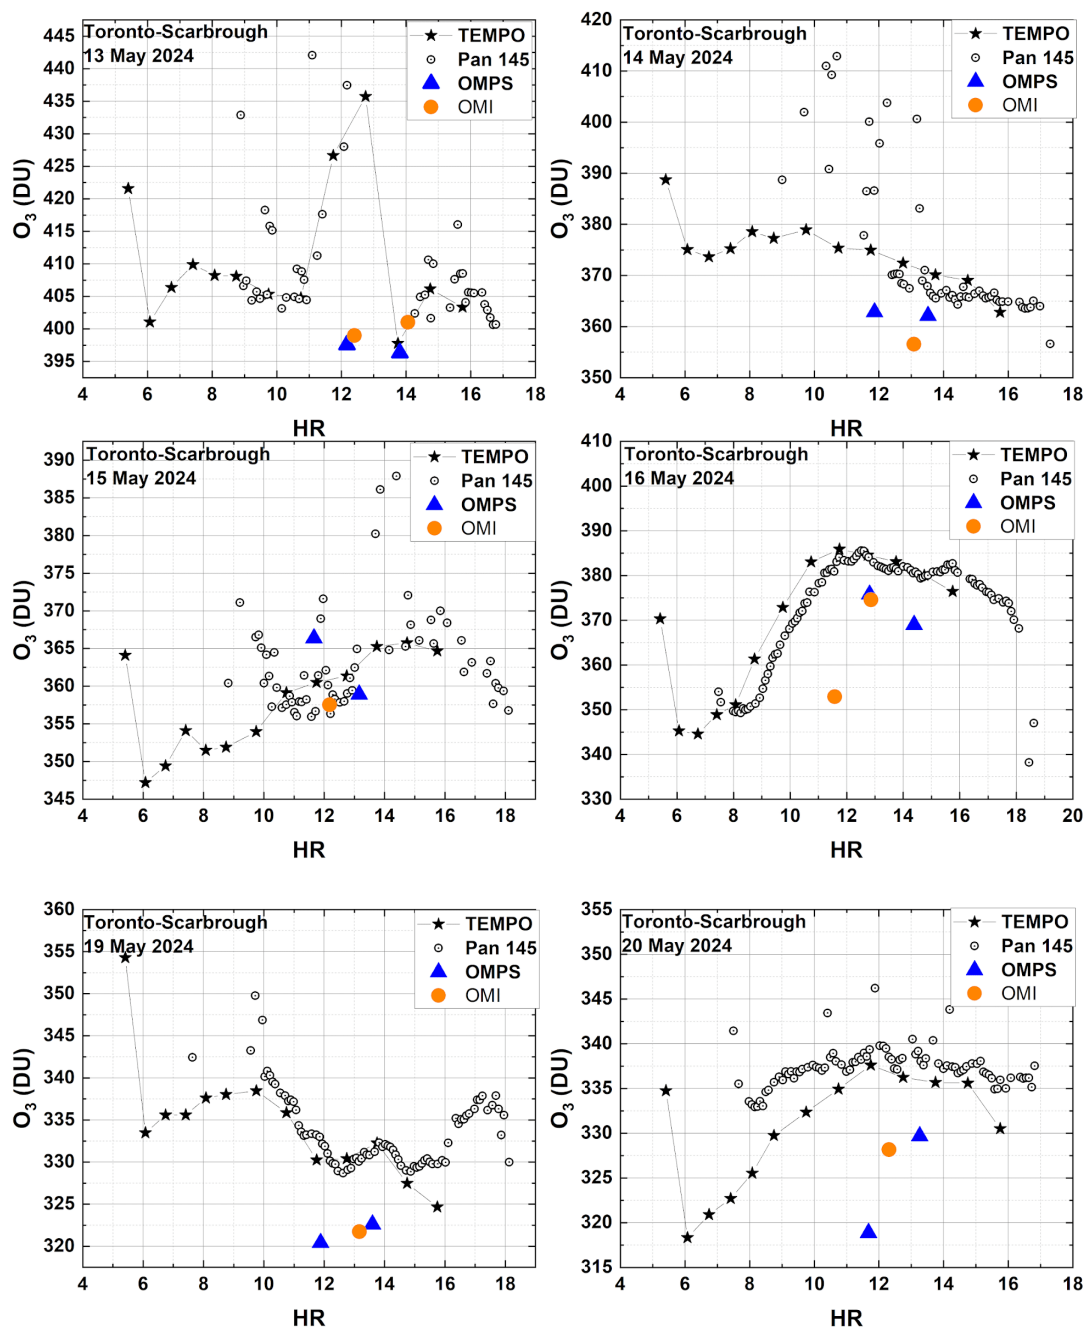 Toronto-Scarbrough
13 May 2024
TEMPO
Pan 145
OMPS
OMI
O3 (DU)
445
440
435
430
425
420
415
410
405
400
395
4 6 8 10 12 14 16 18
HR
Toronto-Scarbrough
14 May 2024
TEMPO
Pan 145
OMPS
OMI
O3 (DU)
420
410
400
390
380
370
360
350
4 6 8 10 12 14 16 18
HR
Toronto-Scarbrough
15 May 2024
TEMPO
Pan 145
OMPS
OMI
O3 (DU)
390
385
380
375
370
365
360
355
350
345
4 6 8 10 12 14 16 18
HR
Toronto-Scarbrough
16 May 2024
TEMPO
Pan 145
OMPS
OMI
O3 (DU)
410
400
390
380
370
360
350
340
330
4 6 8 10 12 14 16 18 20
HR
Toronto-Scarbrough
19 May 2024
TEMPO
Pan 145
OMPS
OMI
O3 (DU)
360
355
350
345
340
335
330
325
320
4 6 8 10 12 14 16 18
HR
Toronto-Scarbrough
20 May 2024
TEMPO
Pan 145
OMPS
OMI
O3 (DU)
355
350
345
340
335
330
325
320
315
4 6 8 10 12 14 16 18
HR